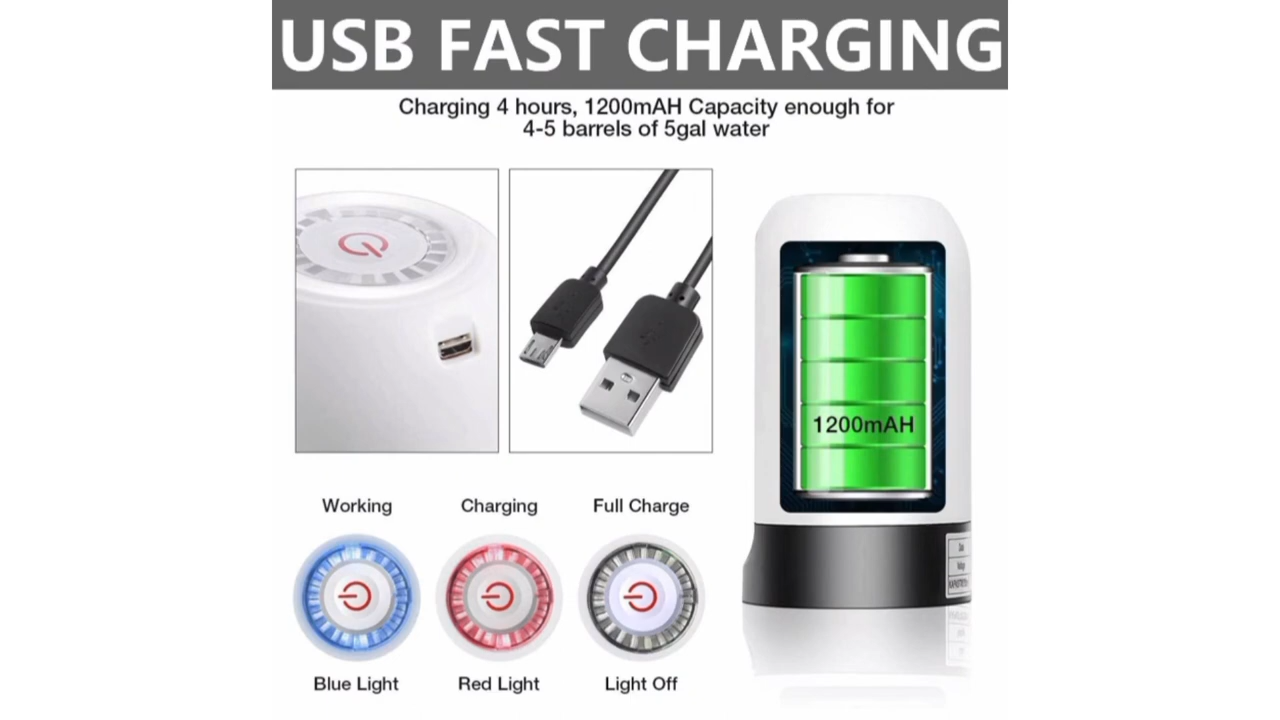 USB FAST CHARGING
Charging 4 hours, 1200mAH Capacity enough for
4-5 barrels of 5gal water
1200mAH
Working
Charging
Full Charge
Blue Light
Red Light
Light Off